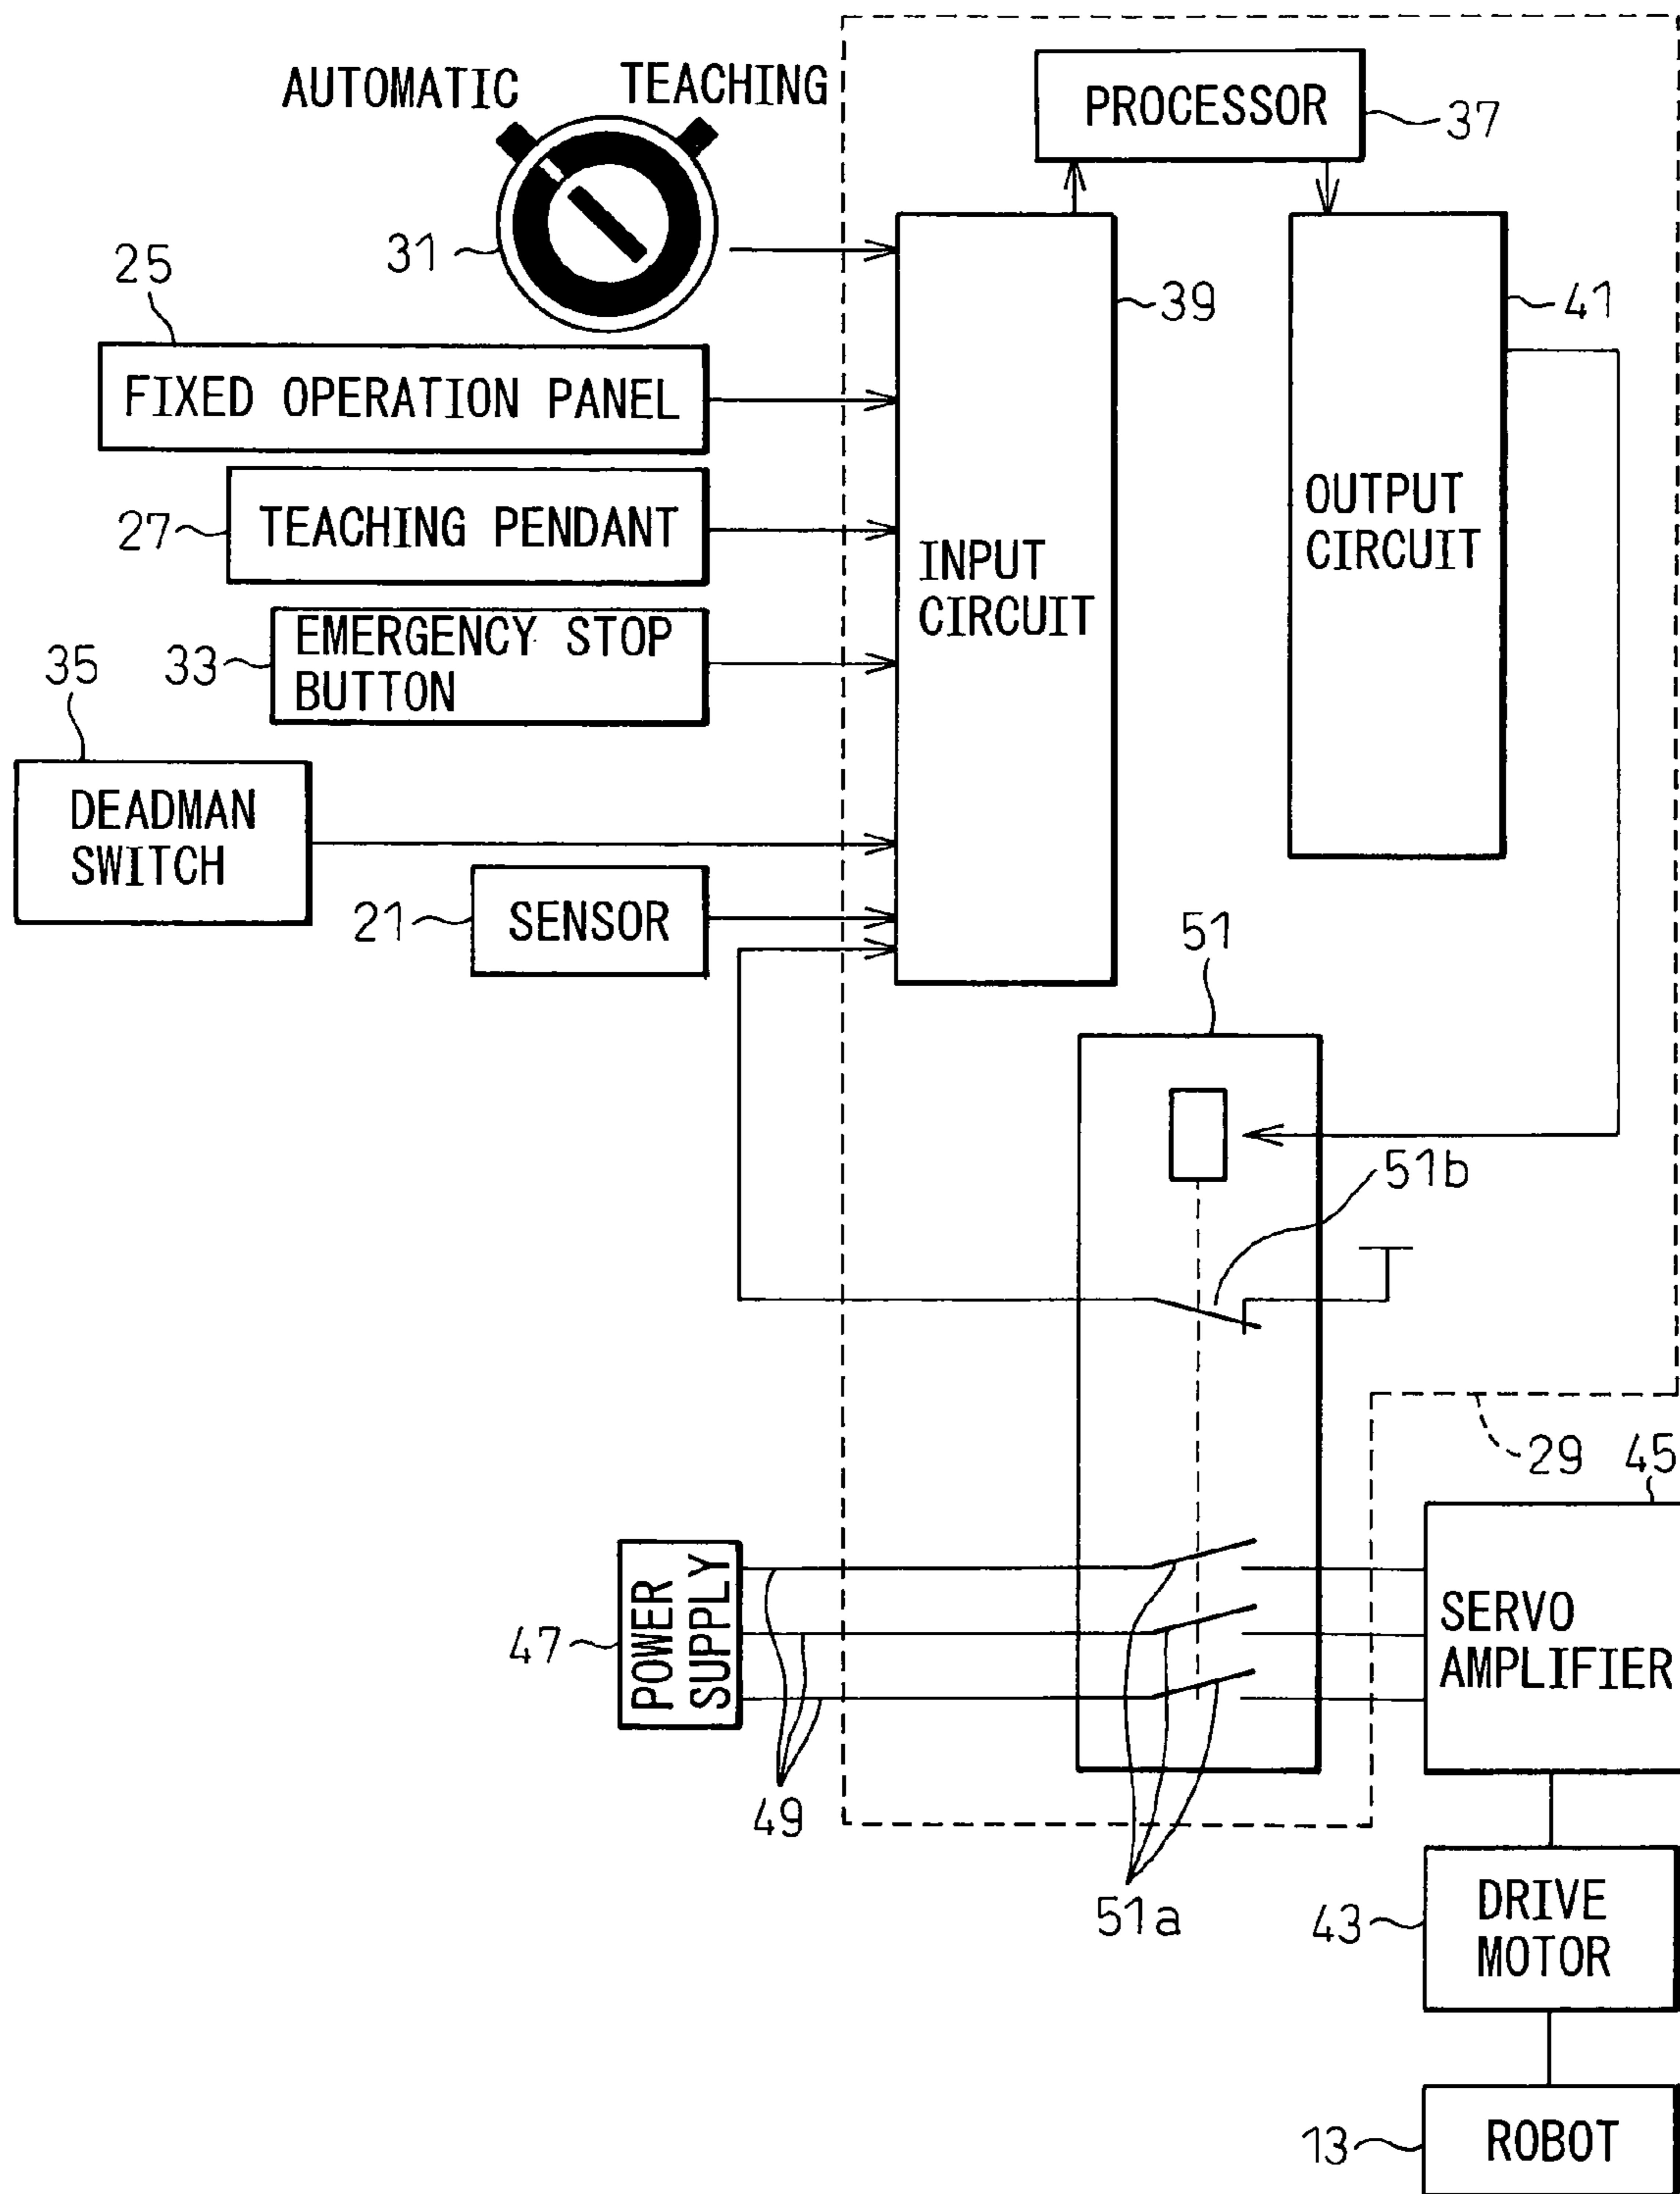 AUTOMATIC
TEACHING
PROCESSOR
37
31
25
39
41
FIXED OPERATION PANEL
27
TEACHING PENDANT
INPUT
CIRCUIT
OUTPUT
CIRCUIT
33
EMERGENCY STOP
BUTTON
35
DEADMAN
SWITCH
21
SENSOR
51
51b
29
45
47
POWER
SUPPLY
SERVO
AMPLIFIER
49
51a
43
DRIVE
MOTOR
13
ROBOT